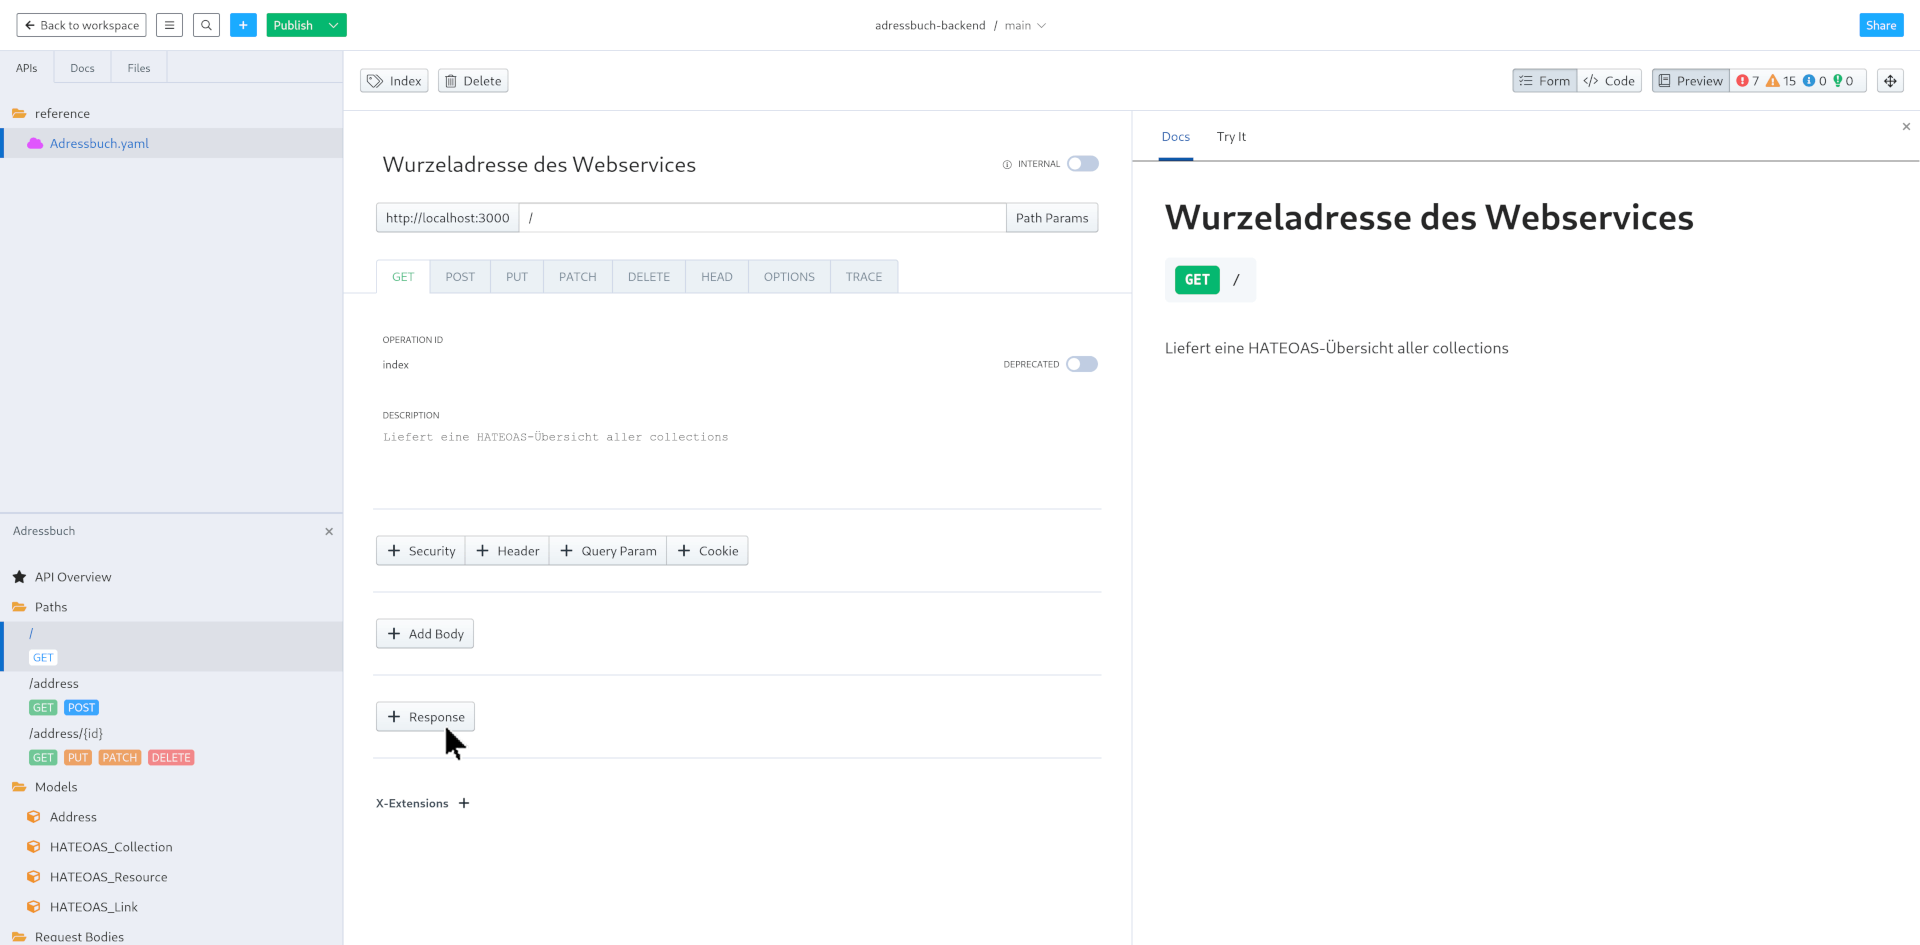 Back to workspace
Publish
adressbuch-backend / main
Share
APIs Docs Files
reference
Adressbuch.yaml
Index Delete
Form </> Code
Preview 7 15 0 0
Wurzeladresse des Webservices
INTERNAL
http://localhost:3000 / Path Params
GET POST PUT PATCH DELETE HEAD OPTIONS TRACE
OPERATION ID
index
DEPRECATED
DESCRIPTION
Liefert eine HATEOAS-Übersicht aller collections
+ Security + Header + Query Param + Cookie
+ Add Body
+ Response
X-Extensions +
Docs Try It
Wurzeladresse des Webservices
GET /
Liefert eine HATEOAS-Übersicht aller collections
Adressbuch
API Overview
Paths
/
GET
/address
GET POST
/address/{id}
GET PUT PATCH DELETE
Models
Address
HATEOAS_Collection
HATEOAS_Resource
HATEOAS_Link
Request Bodies